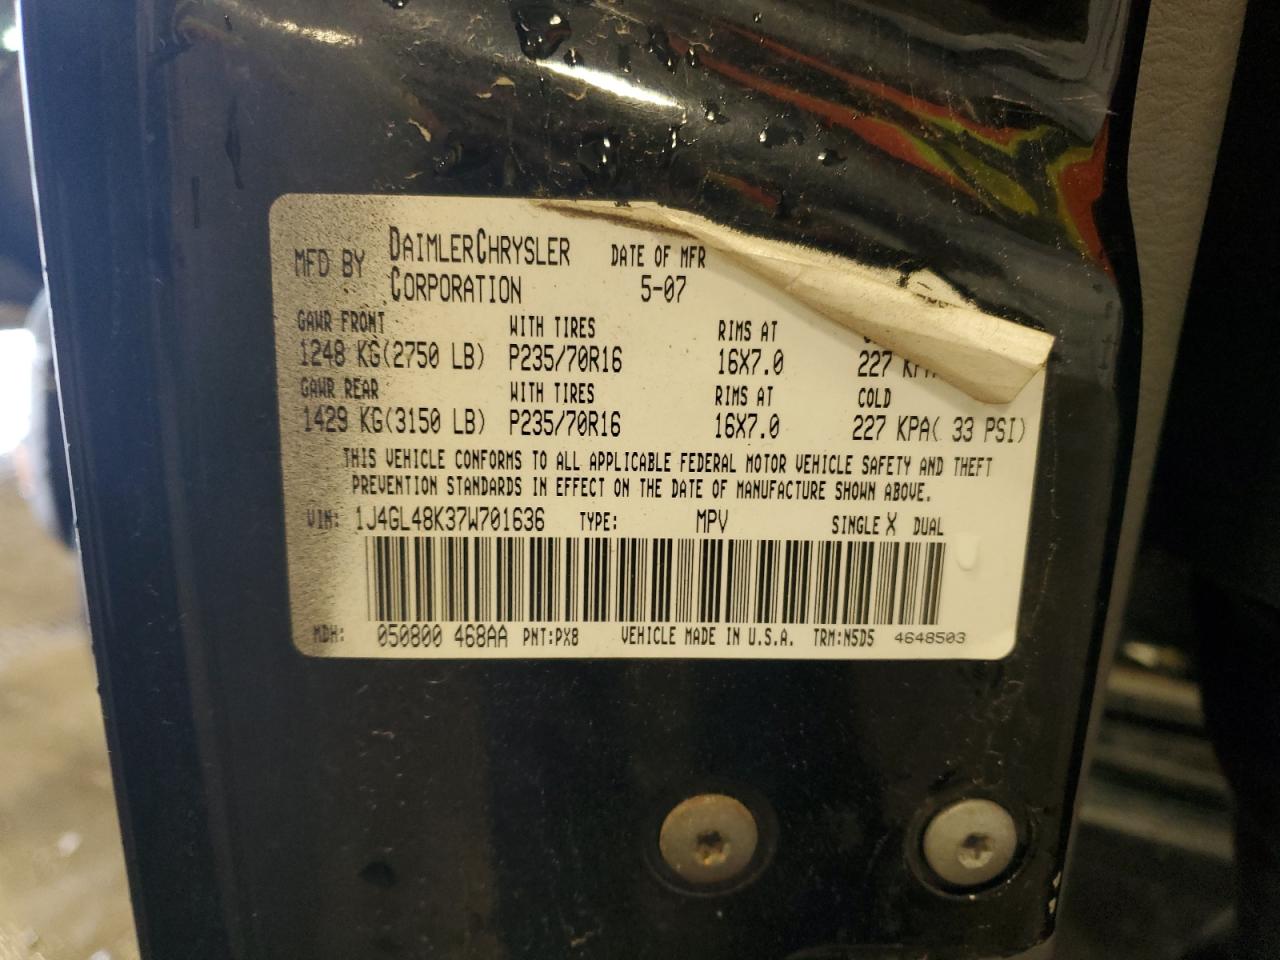 MFD BY DAIMLERCHRYSLER CORPORATION DATE OF MFR 5-07
GAWR FRONT WITH TIRES RIMS AT
1248 KG(2750 LB) P235/70R16 16X7.0 227
GAWR REAR WITH TIRES RIMS AT COLD
1429 KG(3150 LB) P235/70R16 16X7.0 227 KPA( 33 PSI)
THIS VEHICLE CONFORMS TO ALL APPLICABLE FEDERAL MOTOR VEHICLE SAFETY AND THEFT
PREVENTION STANDARDS IN EFFECT ON THE DATE OF MANUFACTURE SHOWN ABOVE.
VIN: 1J4GL48K37W701636 TYPE: MPV SINGLE X DUAL
MDH: 050800 468AA PNT:PX8 VEHICLE MADE IN U.S.A. TRM:N5D5 4648503